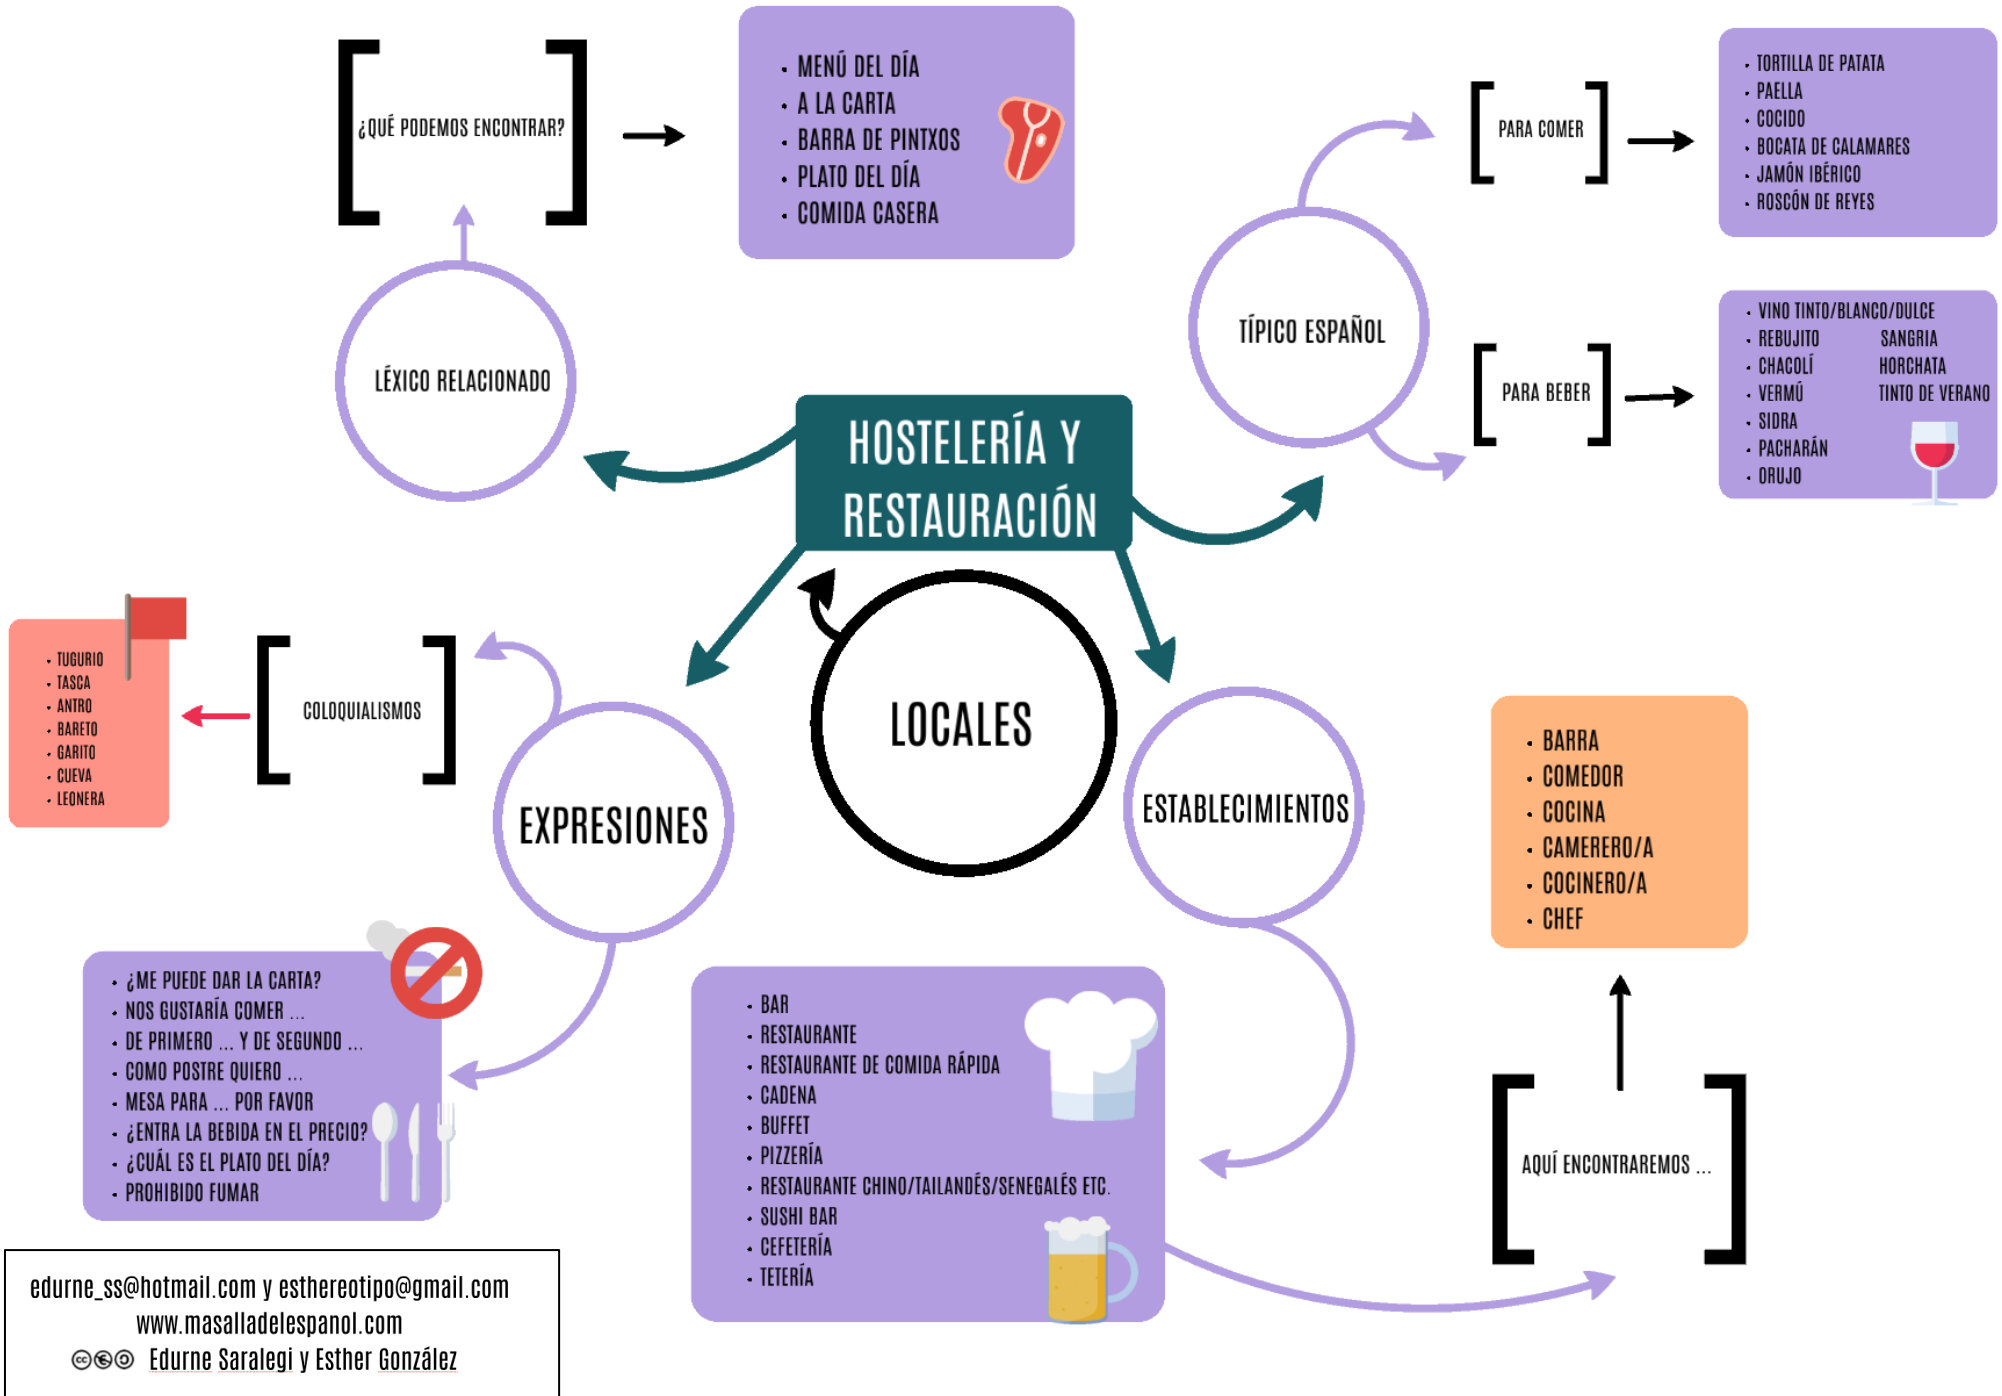 ¿QUÉ PODEMOS ENCONTRAR?
• MENÚ DEL DÍA
• A LA CARTA
• BARRA DE PINTXOS
• PLATO DEL DÍA
• COMIDA CASERA
LÉXICO RELACIONADO
PARA COMER
• TORTILLA DE PATATA
• PAELLA
• COCIDO
• BOCATA DE CALAMARES
• JAMÓN IBÉRICO
• ROSCÓN DE REYES
TÍPICO ESPAÑOL
PARA BEBER
• VINO TINTO/BLANCO/DULCE
• REBUJITO SANGRIA
• CHACOLÍ HORCHATA
• VERMÚ TINTO DE VERANO
• SIDRA
• PACHARÁN
• ORUJO
HOSTELERÍA Y
RESTAURACIÓN
LOCALES
• TUGURIO
• TASCA
• ANTRO
• BARETO
• GARITO
• CUEVA
• LEONERA
COLOQUIALISMOS
EXPRESIONES
ESTABLECIMIENTOS
• BARRA
• COMEDOR
• COCINA
• CAMERERO/A
• COCINERO/A
• CHEF
• ¿ME PUEDE DAR LA CARTA?
• NOS GUSTARÍA COMER ...
• DE PRIMERO ... Y DE SEGUNDO ...
• COMO POSTRE QUIERO ...
• MESA PARA ... POR FAVOR
• ¿ENTRA LA BEBIDA EN EL PRECIO?
• ¿CUÁL ES EL PLATO DEL DÍA?
• PROHIBIDO FUMAR
• BAR
• RESTAURANTE
• RESTAURANTE DE COMIDA RÁPIDA
• CADENA
• BUFFET
• PIZZERÍA
• RESTAURANTE CHINO/TAILANDÉS/SENEGALÉS ETC.
• SUSHI BAR
• CEFETERÍA
• TETERÍA
AQUÍ ENCONTRAREMOS ...
edurne_ss@hotmail.com y esthereotipo@gmail.com
www.masalladelespanol.com
Edurne Saralegi y Esther González